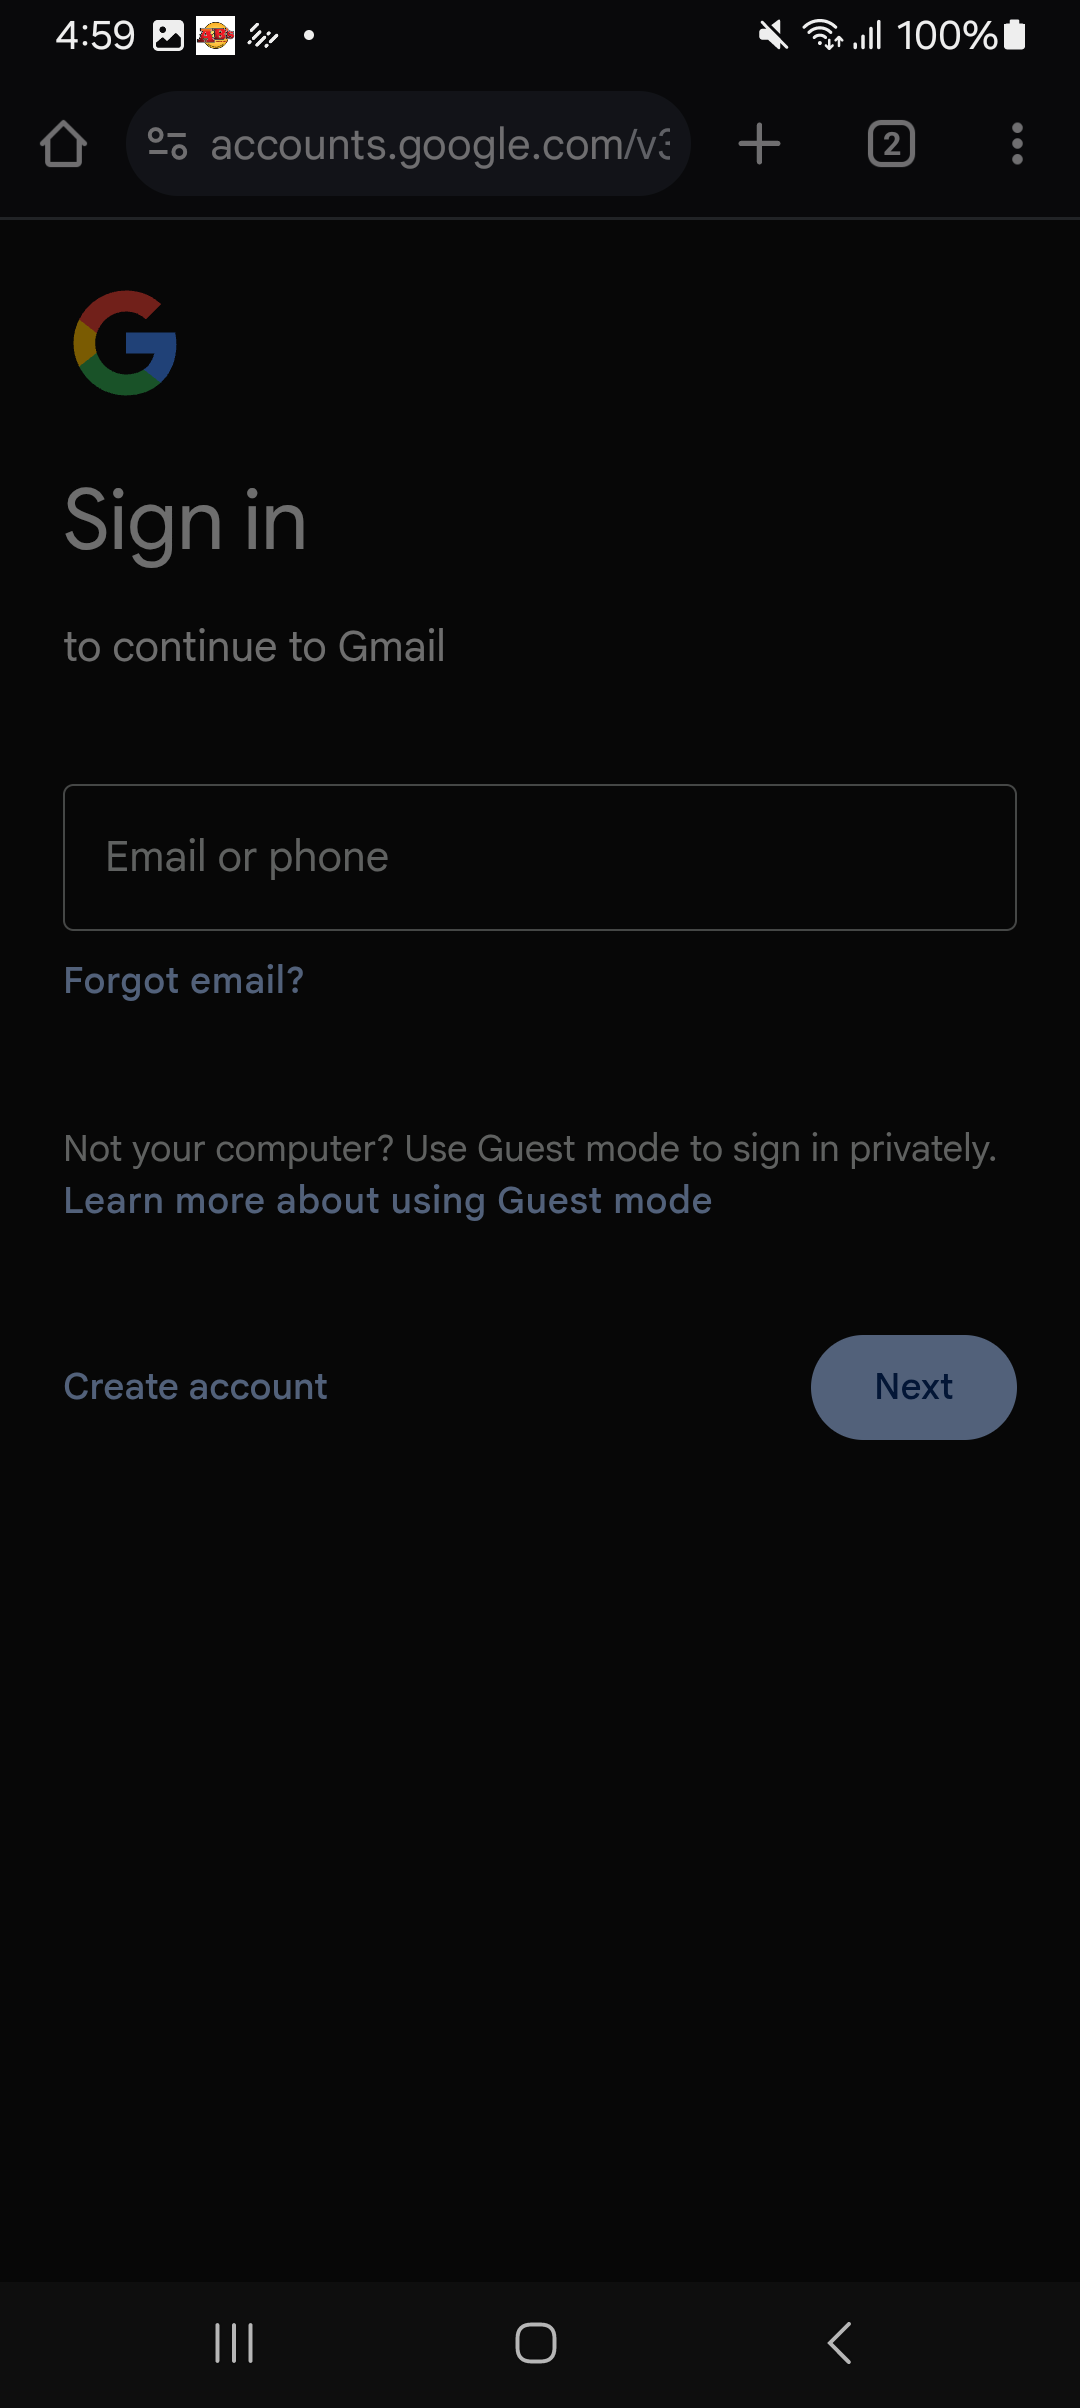 4:59
100%
accounts.google.com/v3
2
Sign in
to continue to Gmail
Email or phone
Forgot email?
Not your computer? Use Guest mode to sign in privately.
Learn more about using Guest mode
Create account
Next